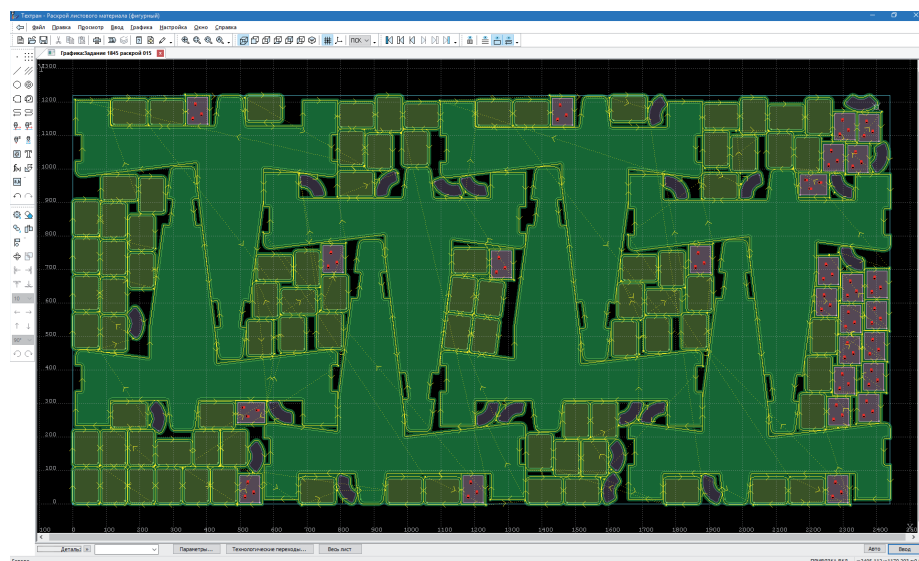 Техтран - Раскрой листового материала (фигурный)
Файл Правка Просмотр Ввод Графика Настройка Окно Справка
ПСК
Графика:Задание 1845 раскрой 015
1300
1200
1100
1000
900
800
700
600
500
400
300
200
100
0
100 0 100 200 300 400 500 600 700 800 900 1000 1100 1200 1300 1400 1500 1600 1700 1800 1900 2000 2100 2200 2300 2400
10
90°
Деталь: Параметры... Технологические переходы... Весь лист Авто Ввод